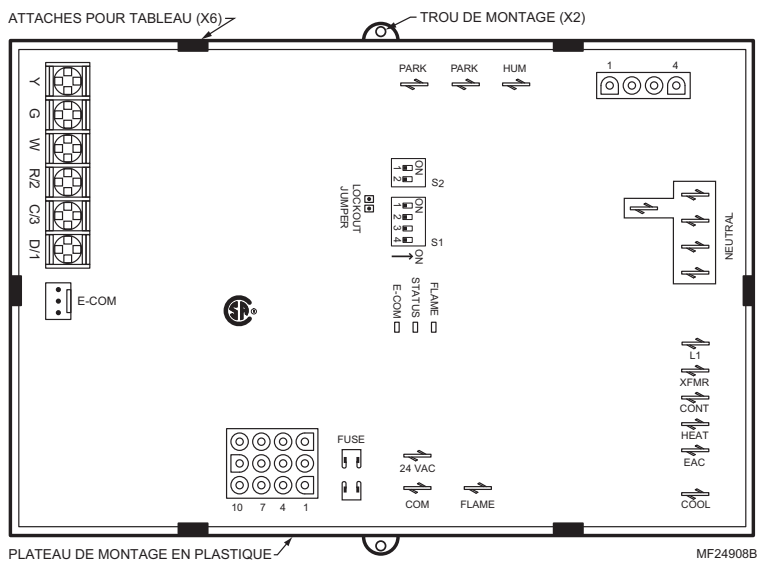 ATTACHES POUR TABLEAU (X6)
TROU DE MONTAGE (X2)
PARK
PARK
HUM
1
4
Y
G
W
R/2
C/3
D/1
ON
1
2
S2
LOCKOUT
JUMPER
ON
1
2
3
4
S1
ON
NEUTRAL
E-COM
E-COM
STATUS
FLAME
L1
XFMR
CONT
HEAT
EAC
COOL
FUSE
24 VAC
COM
FLAME
10
7
4
1
PLATEAU DE MONTAGE EN PLASTIQUE
MF24908B